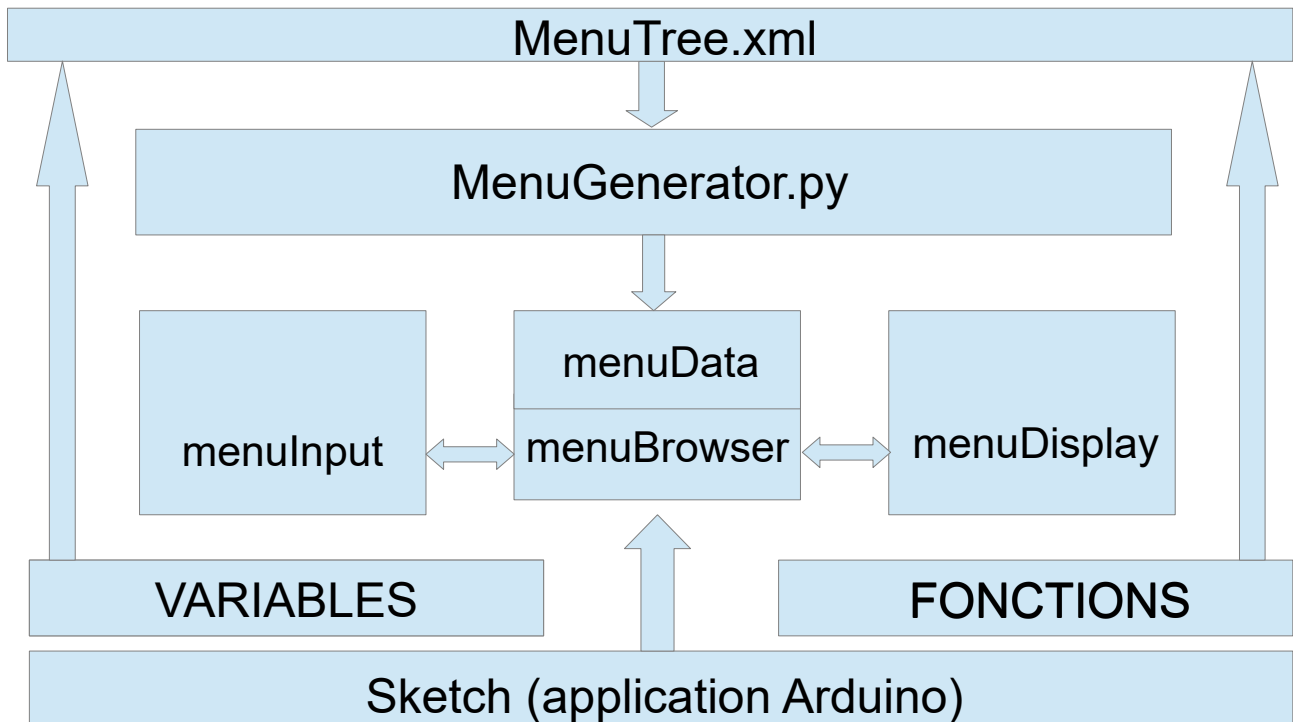 MenuTree.xml
MenuGenerator.py
menuData
menuInput
menuBrowser
menuDisplay
VARIABLES
FONCTIONS
Sketch (application Arduino)